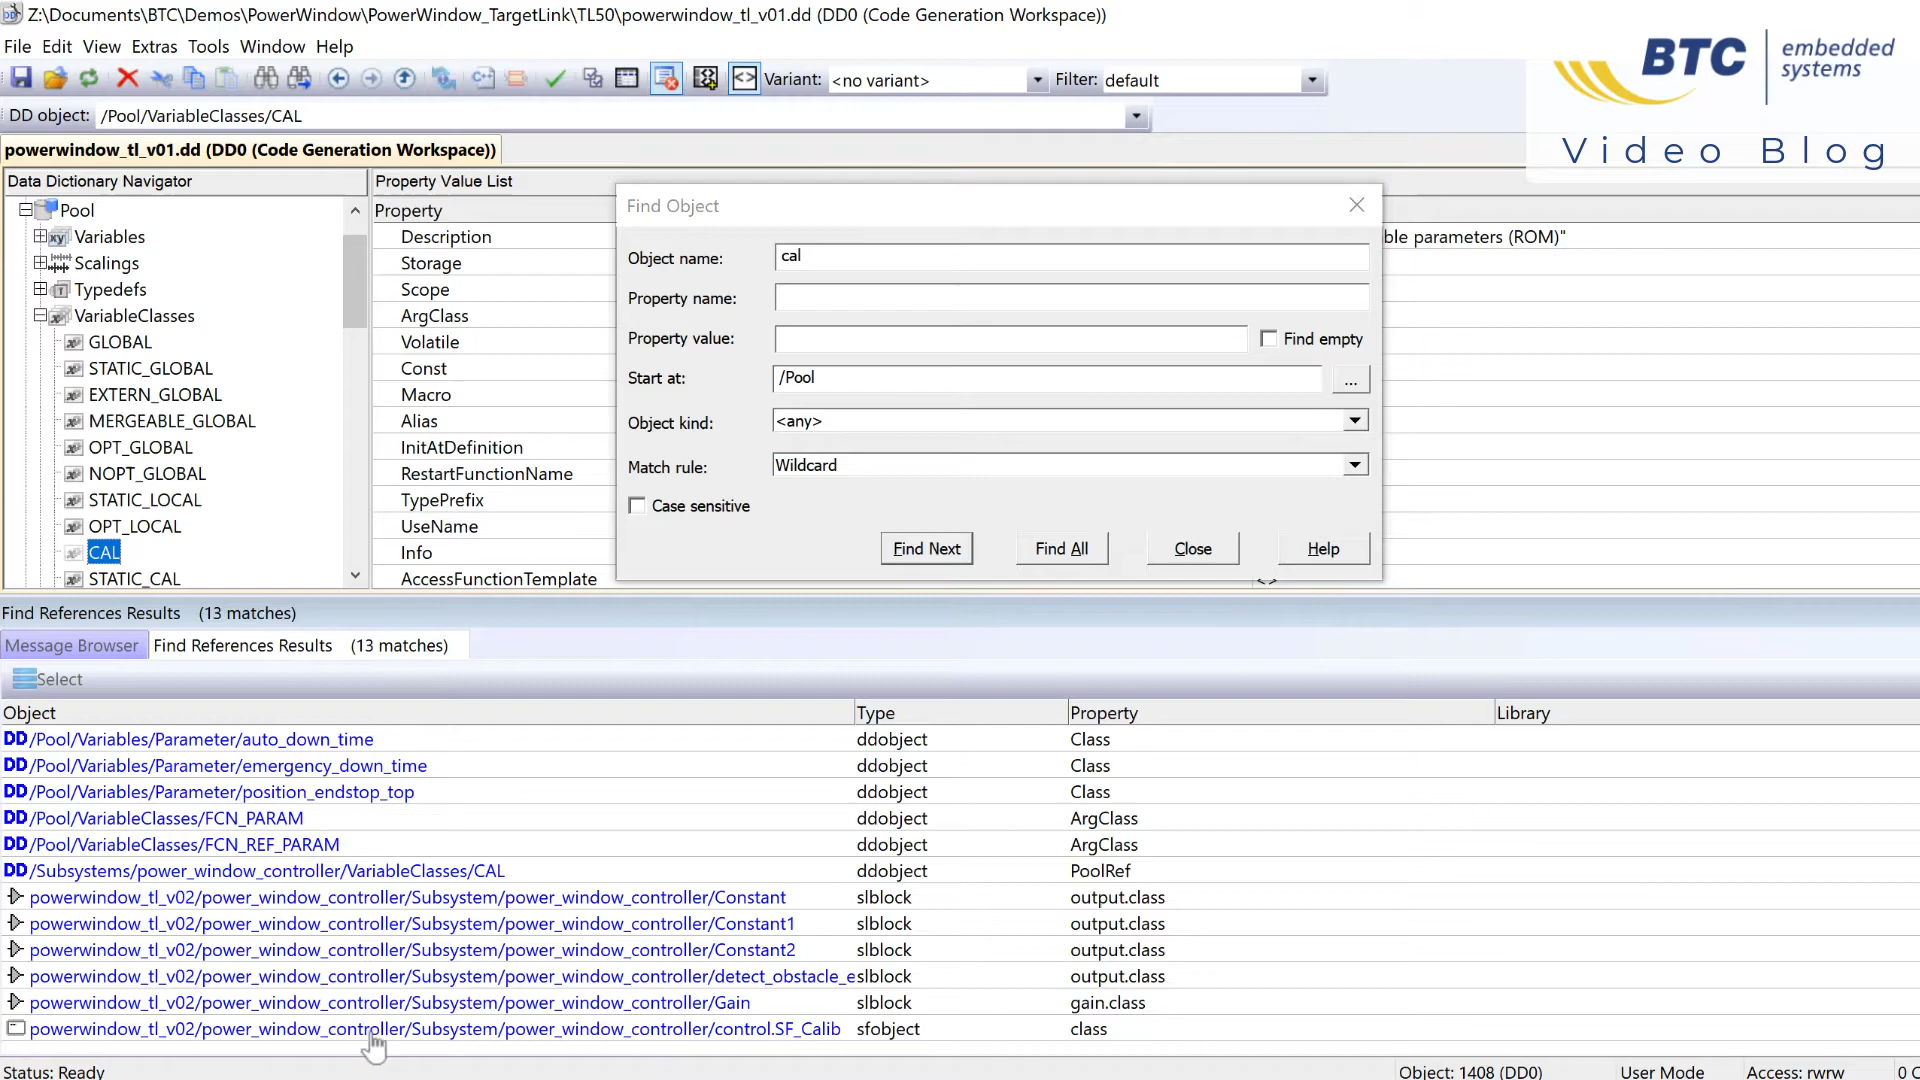 Z:\Documents\BTC\Demos\PowerWindow\PowerWindow_TargetLink\TL50\powerwindow_tl_v01.dd (DD0 (Code Generation Workspace))
File Edit View Extras Tools Window Help
Variant: <no variant> Filter: default
DD object: /Pool/VariableClasses/CAL
BTC embedded systems
Video Blog
powerwindow_tl_v01.dd (DD0 (Code Generation Workspace))
Data Dictionary Navigator
Pool
Variables
Scalings
Typedefs
VariableClasses
GLOBAL
STATIC_GLOBAL
EXTERN_GLOBAL
MERGEABLE_GLOBAL
OPT_GLOBAL
NOPT_GLOBAL
STATIC_LOCAL
OPT_LOCAL
CAL
STATIC_CAL
Property Value List
Property
Description
Storage
Scope
ArgClass
Volatile
Const
Macro
Alias
InitAtDefinition
RestartFunctionName
TypePrefix
UseName
Info
AccessFunctionTemplate
ble parameters (ROM)"
Find Object
Object name: cal
Property name:
Property value: Find empty
Start at: /Pool ...
Object kind: <any>
Match rule: Wildcard
Case sensitive
Find Next Find All Close Help
Find References Results (13 matches)
Message Browser Find References Results (13 matches)
Select
Object Type Property Library
DD /Pool/Variables/Parameter/auto_down_time ddobject Class
DD /Pool/Variables/Parameter/emergency_down_time ddobject Class
DD /Pool/Variables/Parameter/position_endstop_top ddobject Class
DD /Pool/VariableClasses/FCN_PARAM ddobject ArgClass
DD /Pool/VariableClasses/FCN_REF_PARAM ddobject ArgClass
DD /Subsystems/power_window_controller/VariableClasses/CAL ddobject PoolRef
powerwindow_tl_v02/power_window_controller/Subsystem/power_window_controller/Constant slblock output.class
powerwindow_tl_v02/power_window_controller/Subsystem/power_window_controller/Constant1 slblock output.class
powerwindow_tl_v02/power_window_controller/Subsystem/power_window_controller/Constant2 slblock output.class
powerwindow_tl_v02/power_window_controller/Subsystem/power_window_controller/detect_obstacle_e slblock output.class
powerwindow_tl_v02/power_window_controller/Subsystem/power_window_controller/Gain slblock gain.class
powerwindow_tl_v02/power_window_controller/Subsystem/power_window_controller/control.SF_Calib sfobject class
Status: Ready Object: 1408 (DD0) User Mode Access: rwrw 0